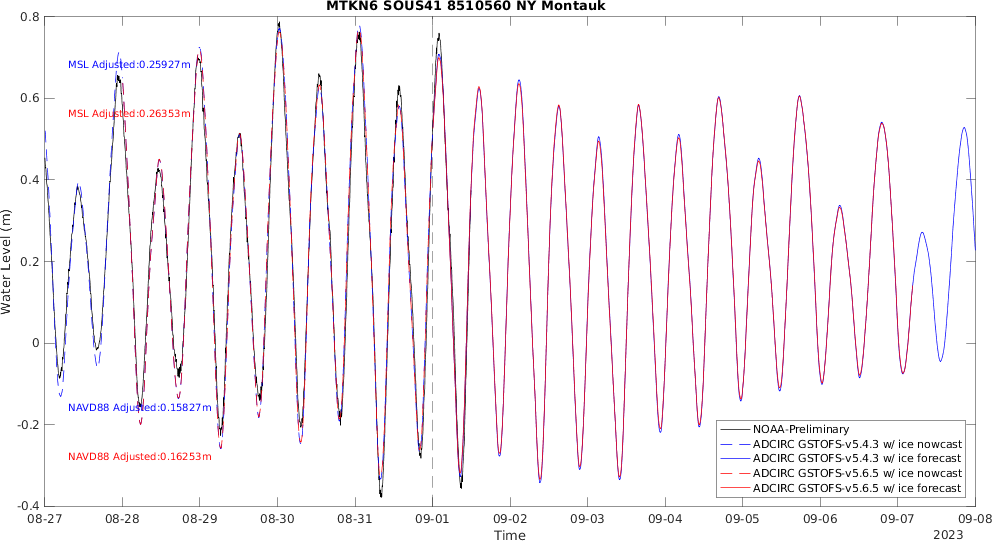 MTKN6 SOUS41 8510560 NY Montauk
0.8
0.6
0.4
0.2
0
-0.2
-0.4
Water Level (m)
MSL Adjusted:0.25927m
MSL Adjusted:0.26353m
NAVD88 Adjusted:0.15827m
NAVD88 Adjusted:0.16253m
NOAA-Preliminary
ADCIRC GSTOFS-v5.4.3 w/ ice nowcast
ADCIRC GSTOFS-v5.4.3 w/ ice forecast
ADCIRC GSTOFS-v5.6.5 w/ ice nowcast
ADCIRC GSTOFS-v5.6.5 w/ ice forecast
08-27 08-28 08-29 08-30 08-31 09-01 09-02 09-03 09-04 09-05 09-06 09-07 09-08
Time
2023